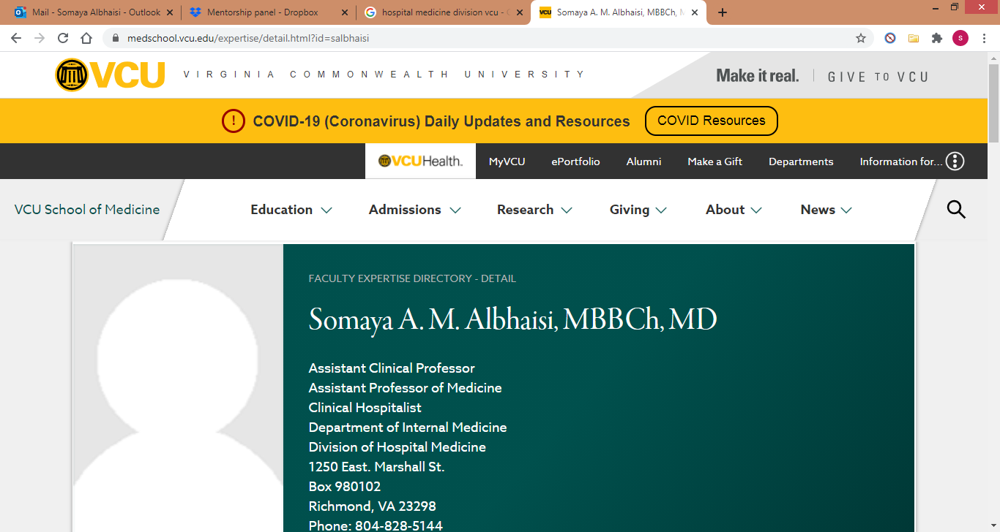 Mail - Somaya Albhaisi - Outlook
Mentorship panel - Dropbox
hospital medicine division vcu -
Somaya A. M. Albhaisi, MBBCh,
medschool.vcu.edu/expertise/detail.html?id=salbhaisi
S
VCU
VIRGINIA COMMONWEALTH UNIVERSITY
Make it real.
GIVE TO VCU
! COVID-19 (Coronavirus) Daily Updates and Resources
COVID Resources
VCUHealth
MyVCU
ePortfolio
Alumni
Make a Gift
Departments
Information for...
VCU School of Medicine
Education
Admissions
Research
Giving
About
News
FACULTY EXPERTISE DIRECTORY - DETAIL
Somaya A. M. Albhaisi, MBBCh, MD
Assistant Clinical Professor
Assistant Professor of Medicine
Clinical Hospitalist
Department of Internal Medicine
Division of Hospital Medicine
1250 East. Marshall St.
Box 980102
Richmond, VA 23298
Phone: 804-828-5144